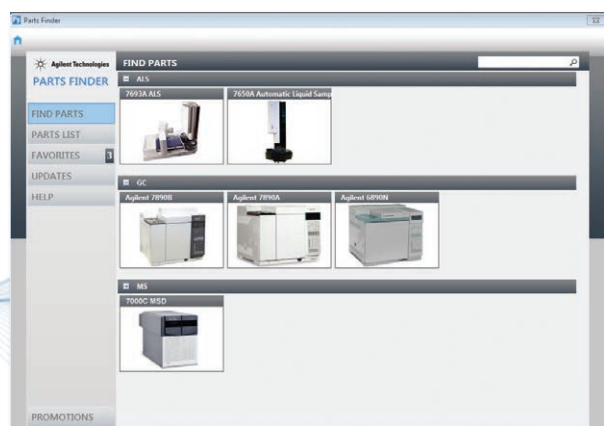 Parts Finder
Agilent Technologies
PARTS FINDER
FIND PARTS
PARTS LIST
FAVORITES 3
UPDATES
HELP
PROMOTIONS
FIND PARTS
ALS
7693A ALS
7650A Automatic Liquid Samp
GC
Agilent 7890B
Agilent 7890A
Agilent 6890N
MS
7000C MSD